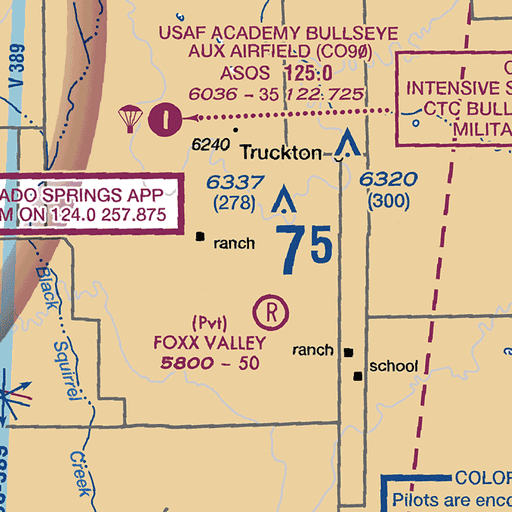 USAF ACADEMY BULLSEYE
AUX AIRFIELD (CO90)
ASOS 125.0
6036 - 35 122.725
V 389
INTENSIVE S
CTC BULL
MILITA
6240
Truckton
6337
(278)
6320
(300)
ADO SPRINGS APP
M ON 124.0 257.875
ranch
75
Black
Squirrel
Creek
R
(Pvt)
FOXX VALLEY
5800 - 50
ranch
school
COLOR
Pilots are enco